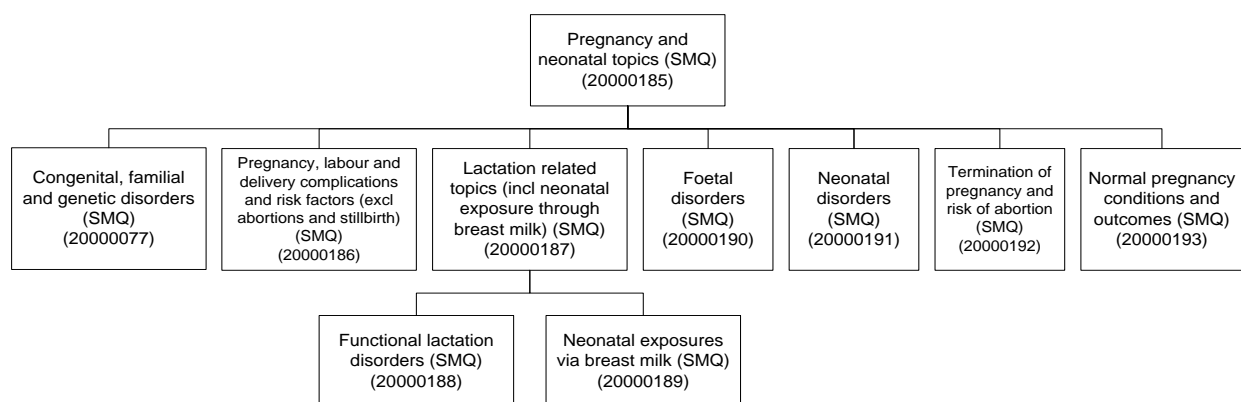 Pregnancy and
neonatal topics (SMQ)
(20000185)
Congenital, familial
and genetic disorders
(SMQ)
(20000077)
Pregnancy, labour and
delivery complications
and risk factors (excl
abortions and stillbirth)
(SMQ)
(20000186)
Lactation related
topics (incl neonatal
exposure through
breast milk) (SMQ)
(20000187)
Foetal
disorders
(SMQ)
(20000190)
Neonatal
disorders
(SMQ)
(20000191)
Termination of
pregnancy and
risk of abortion
(SMQ)
(20000192)
Normal pregnancy
conditions and
outcomes (SMQ)
(20000193)
Functional lactation
disorders (SMQ)
(20000188)
Neonatal exposures
via breast milk (SMQ)
(20000189)